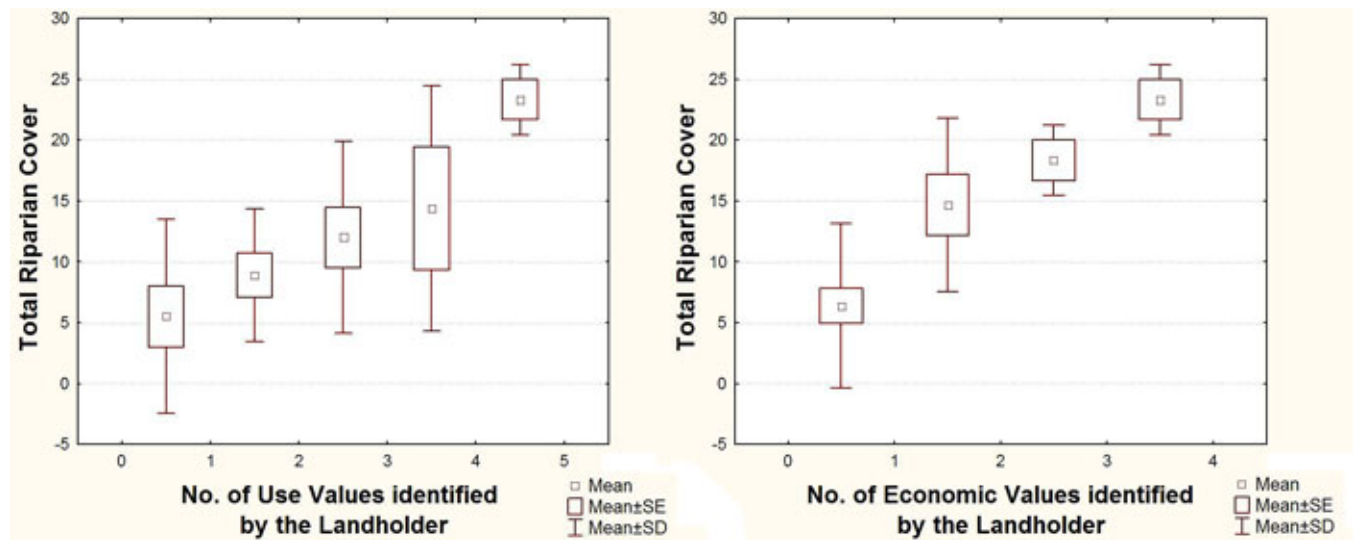 30
25
20
15
10
5
0
-5
Total Riparian Cover
0 1 2 3 4 5
No. of Use Values identified
by the Landholder
Mean
Mean±SE
Mean±SD
30
25
20
15
10
5
0
-5
Total Riparian Cover
0 1 2 3 4
No. of Economic Values identified
by the Landholder
Mean
Mean±SE
Mean±SD